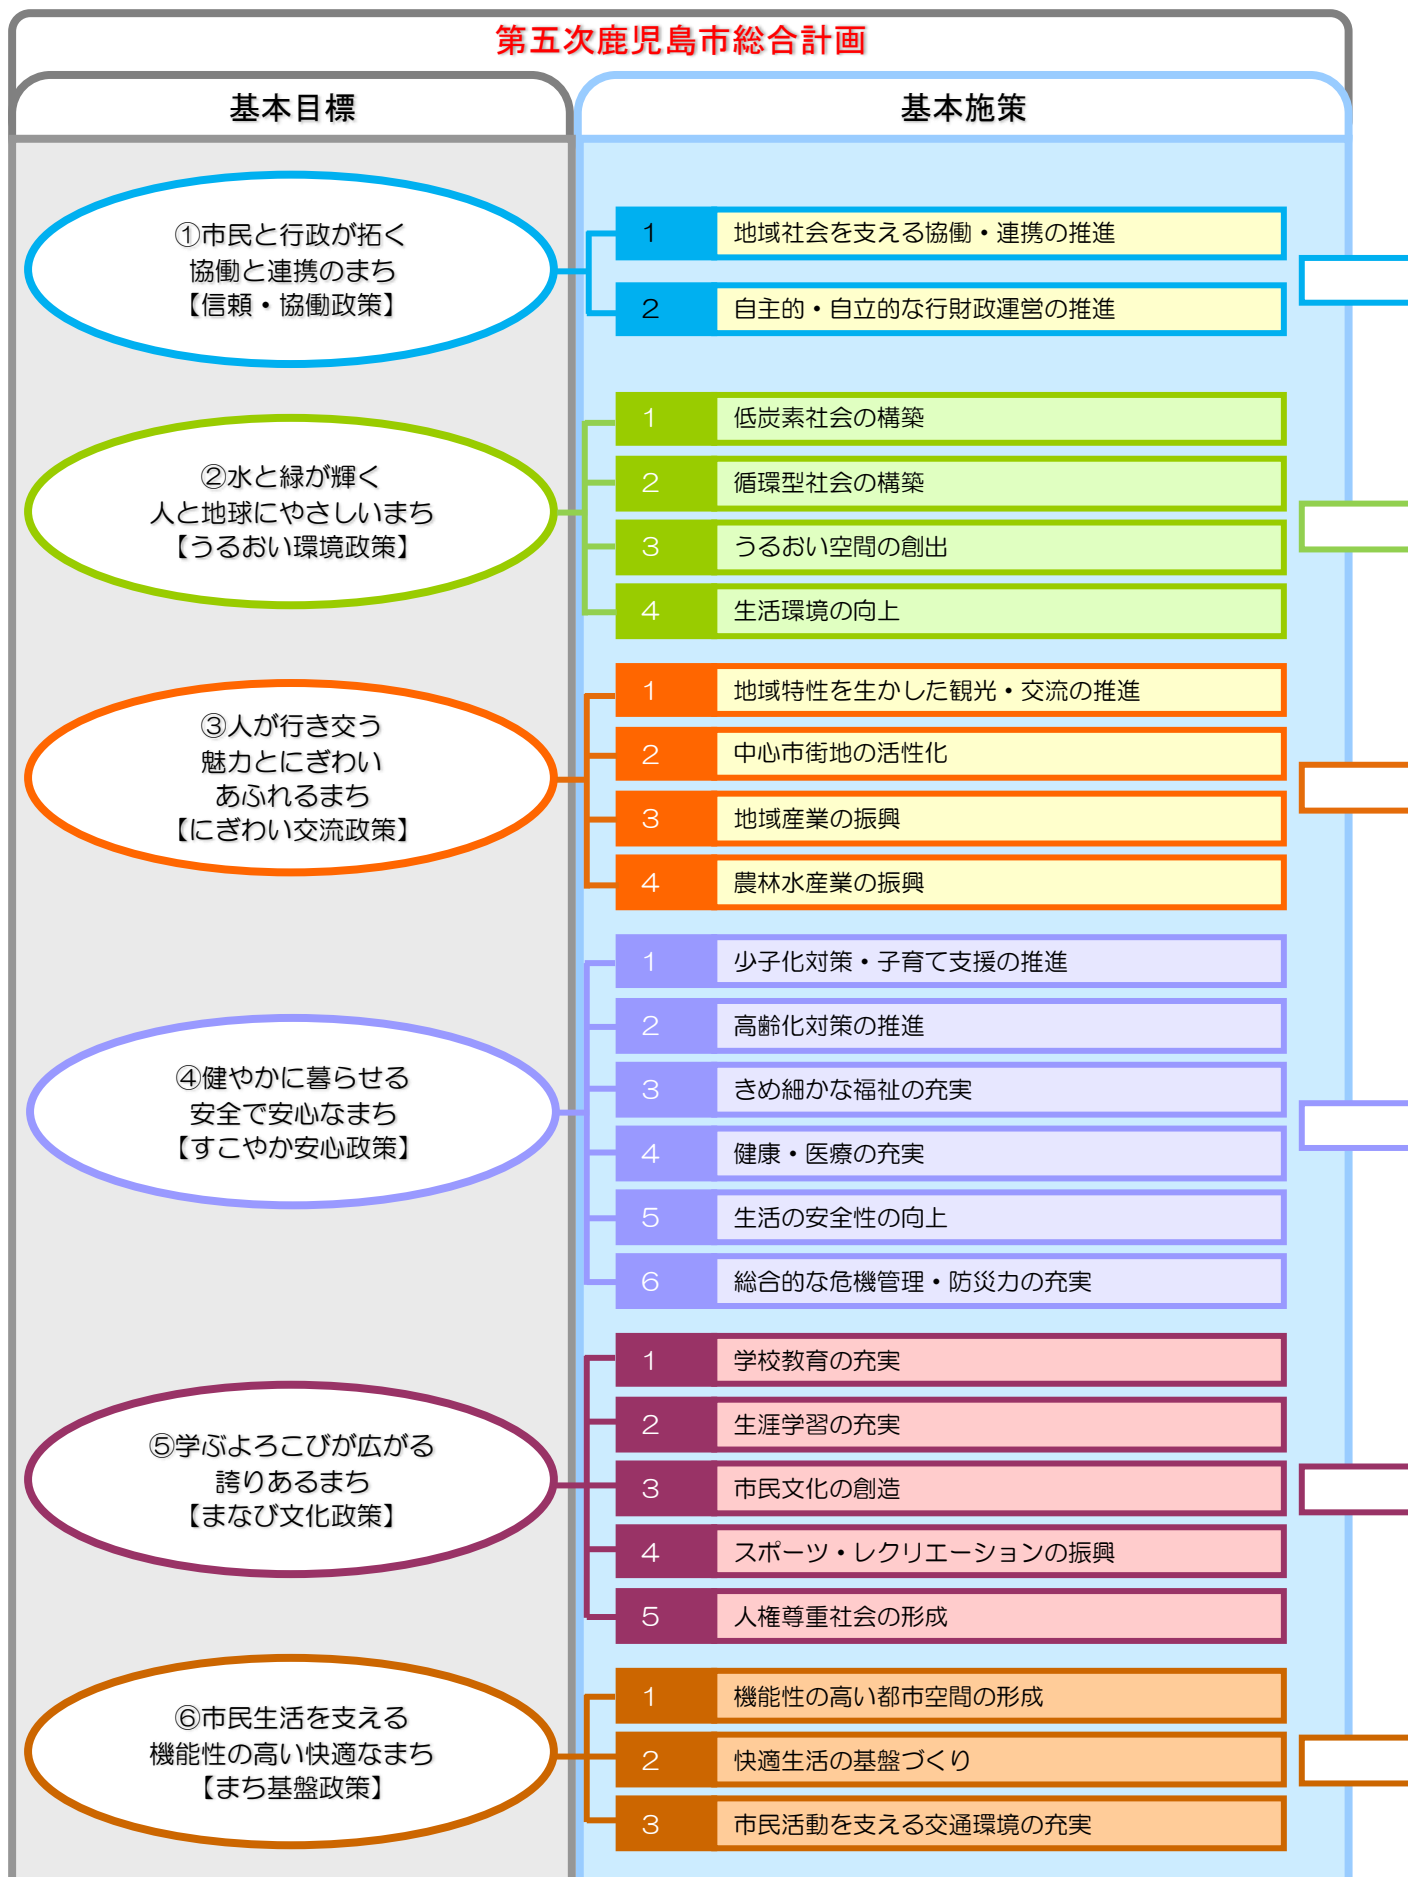 第五次鹿児島市総合計画
基本目標
基本施策
①市民と行政が拓く
協働と連携のまち
【信頼・協働政策】
1 地域社会を支える協働・連携の推進
2 自主的・自立的な行財政運営の推進
②水と緑が輝く
人と地球にやさしいまち
【うるおい環境政策】
1 低炭素社会の構築
2 循環型社会の構築
3 うるおい空間の創出
4 生活環境の向上
③人が行き交う
魅力とにぎわい
あふれるまち
【にぎわい交流政策】
1 地域特性を生かした観光・交流の推進
2 中心市街地の活性化
3 地域産業の振興
4 農林水産業の振興
④健やかに暮らせる
安全で安心なまち
【すこやか安心政策】
1 少子化対策・子育て支援の推進
2 高齢化対策の推進
3 きめ細かな福祉の充実
4 健康・医療の充実
5 生活の安全性の向上
6 総合的な危機管理・防災力の充実
⑤学ぶよろこびが広がる
誇りあるまち
【まなび文化政策】
1 学校教育の充実
2 生涯学習の充実
3 市民文化の創造
4 スポーツ・レクリエーションの振興
5 人権尊重社会の形成
⑥市民生活を支える
機能性の高い快適なまち
【まち基盤政策】
1 機能性の高い都市空間の形成
2 快適生活の基盤づくり
3 市民活動を支える交通環境の充実